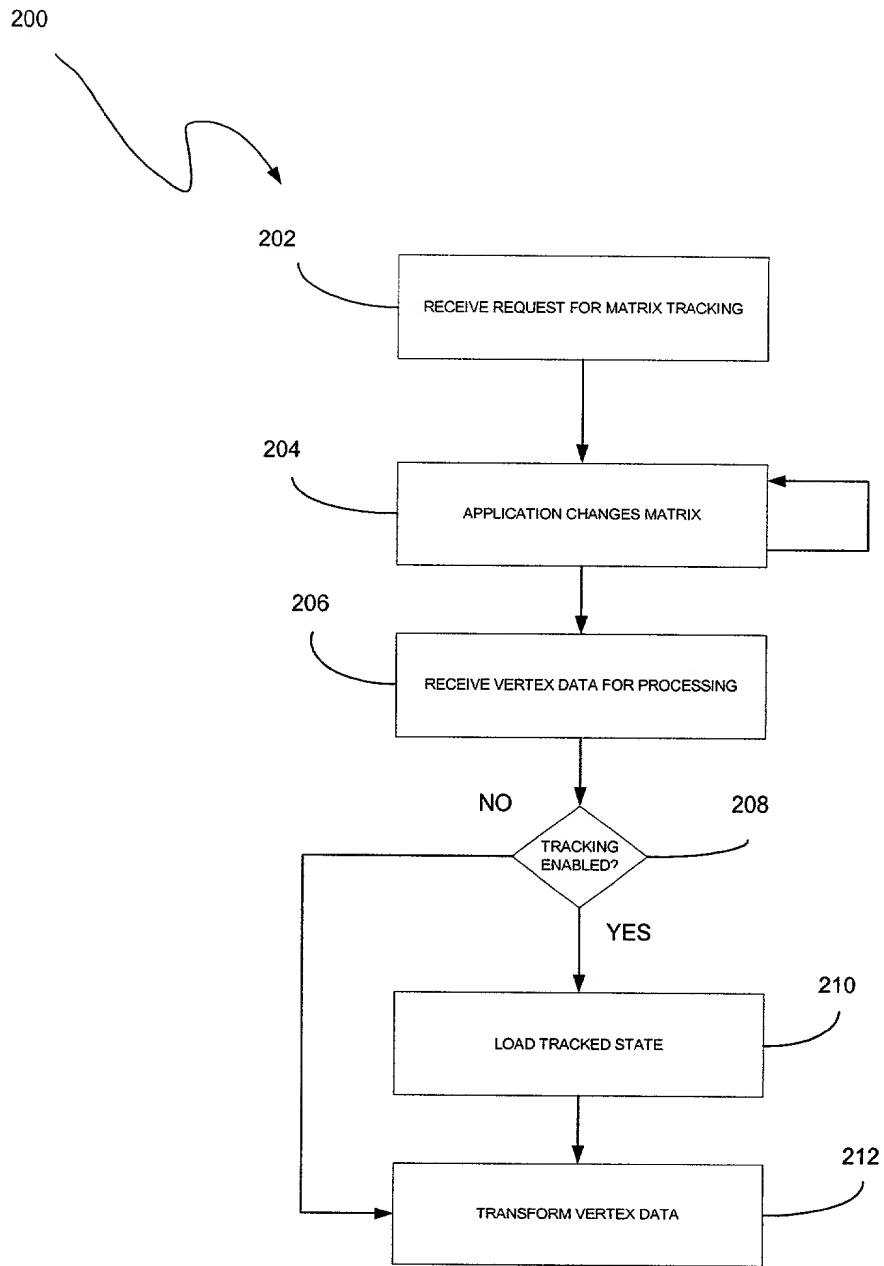 200
202
RECEIVE REQUEST FOR MATRIX TRACKING
204
APPLICATION CHANGES MATRIX
206
RECEIVE VERTEX DATA FOR PROCESSING
NO
208
TRACKING
ENABLED?
YES
210
LOAD TRACKED STATE
212
TRANSFORM VERTEX DATA